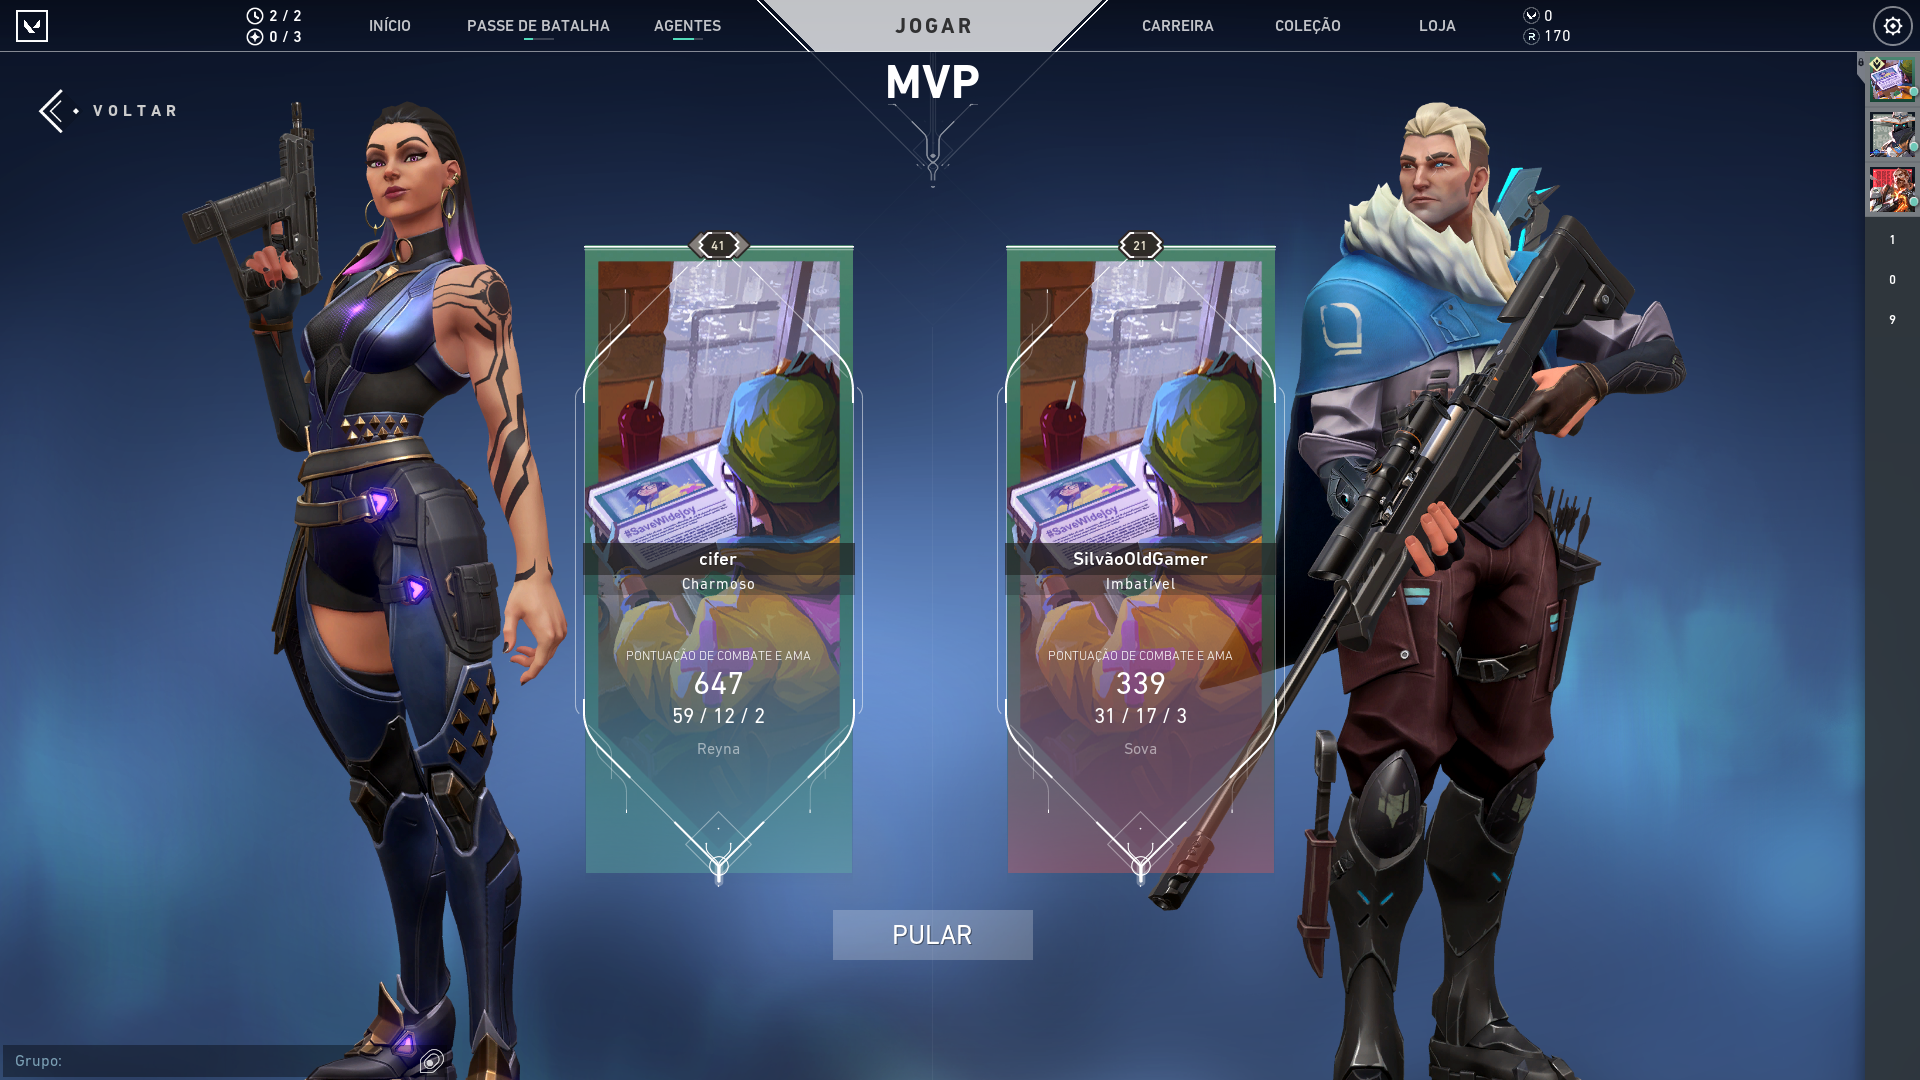 2 / 2
0 / 3
INÍCIO
PASSE DE BATALHA
AGENTES
JOGAR
CARREIRA
COLEÇÃO
LOJA
0
170
MVP
VOLTAR
41
#SaveWideJoy
cifer
Charmoso
PONTUAÇÃO DE COMBATE E AMA
647
59 / 12 / 2
Reyna
21
#SaveWideJoy
SilvãoOldGamer
Imbatível
PONTUAÇÃO DE COMBATE E AMA
339
31 / 17 / 3
Sova
PULAR
1
0
9
Grupo: